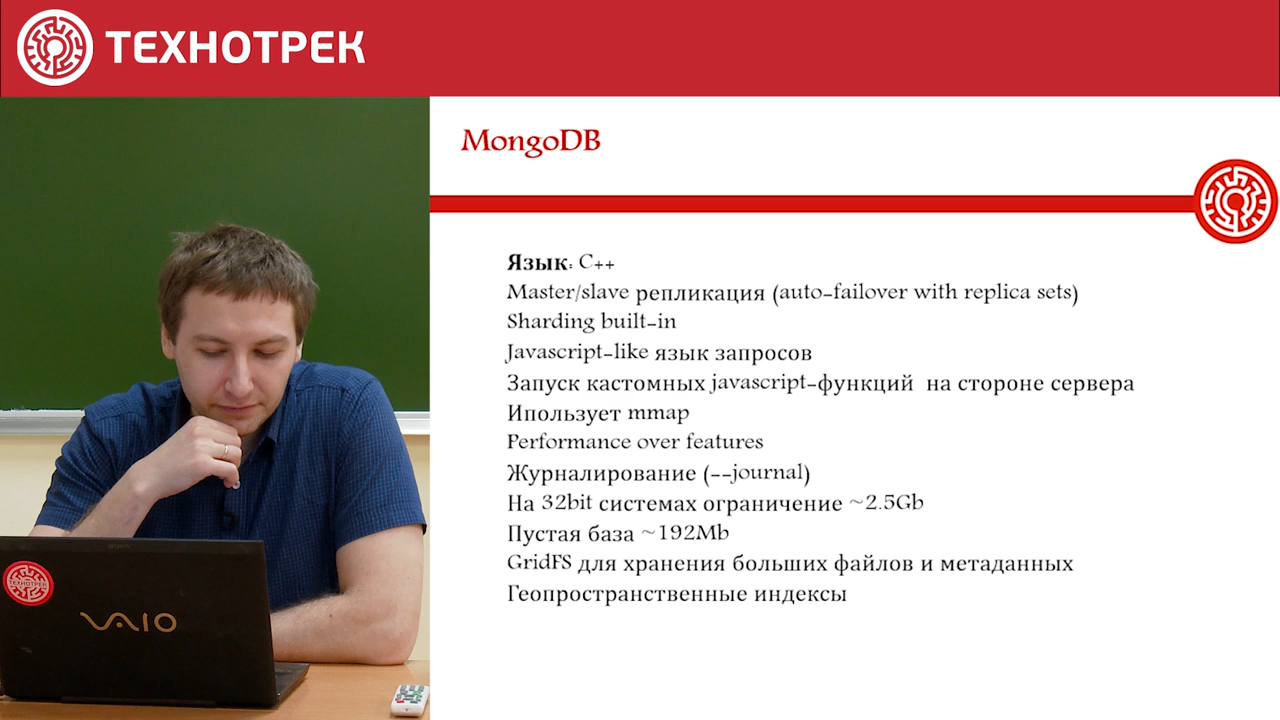 ТЕХНОТРЕК
MongoDB
Язык: C++
Master/slave репликация (auto-failover with replica sets)
Sharding built-in
Javascript-like язык запросов
Запуск кастомных javascript-функций на стороне сервера
Ипользует mmap
Performance over features
Журналирование (--journal)
На 32bit системах ограничение ~2.5Gb
Пустая база ~192Mb
GridFS для хранения больших файлов и метаданных
Геопространственные индексы
SONY
ТЕХНОТРЕК
VAIO